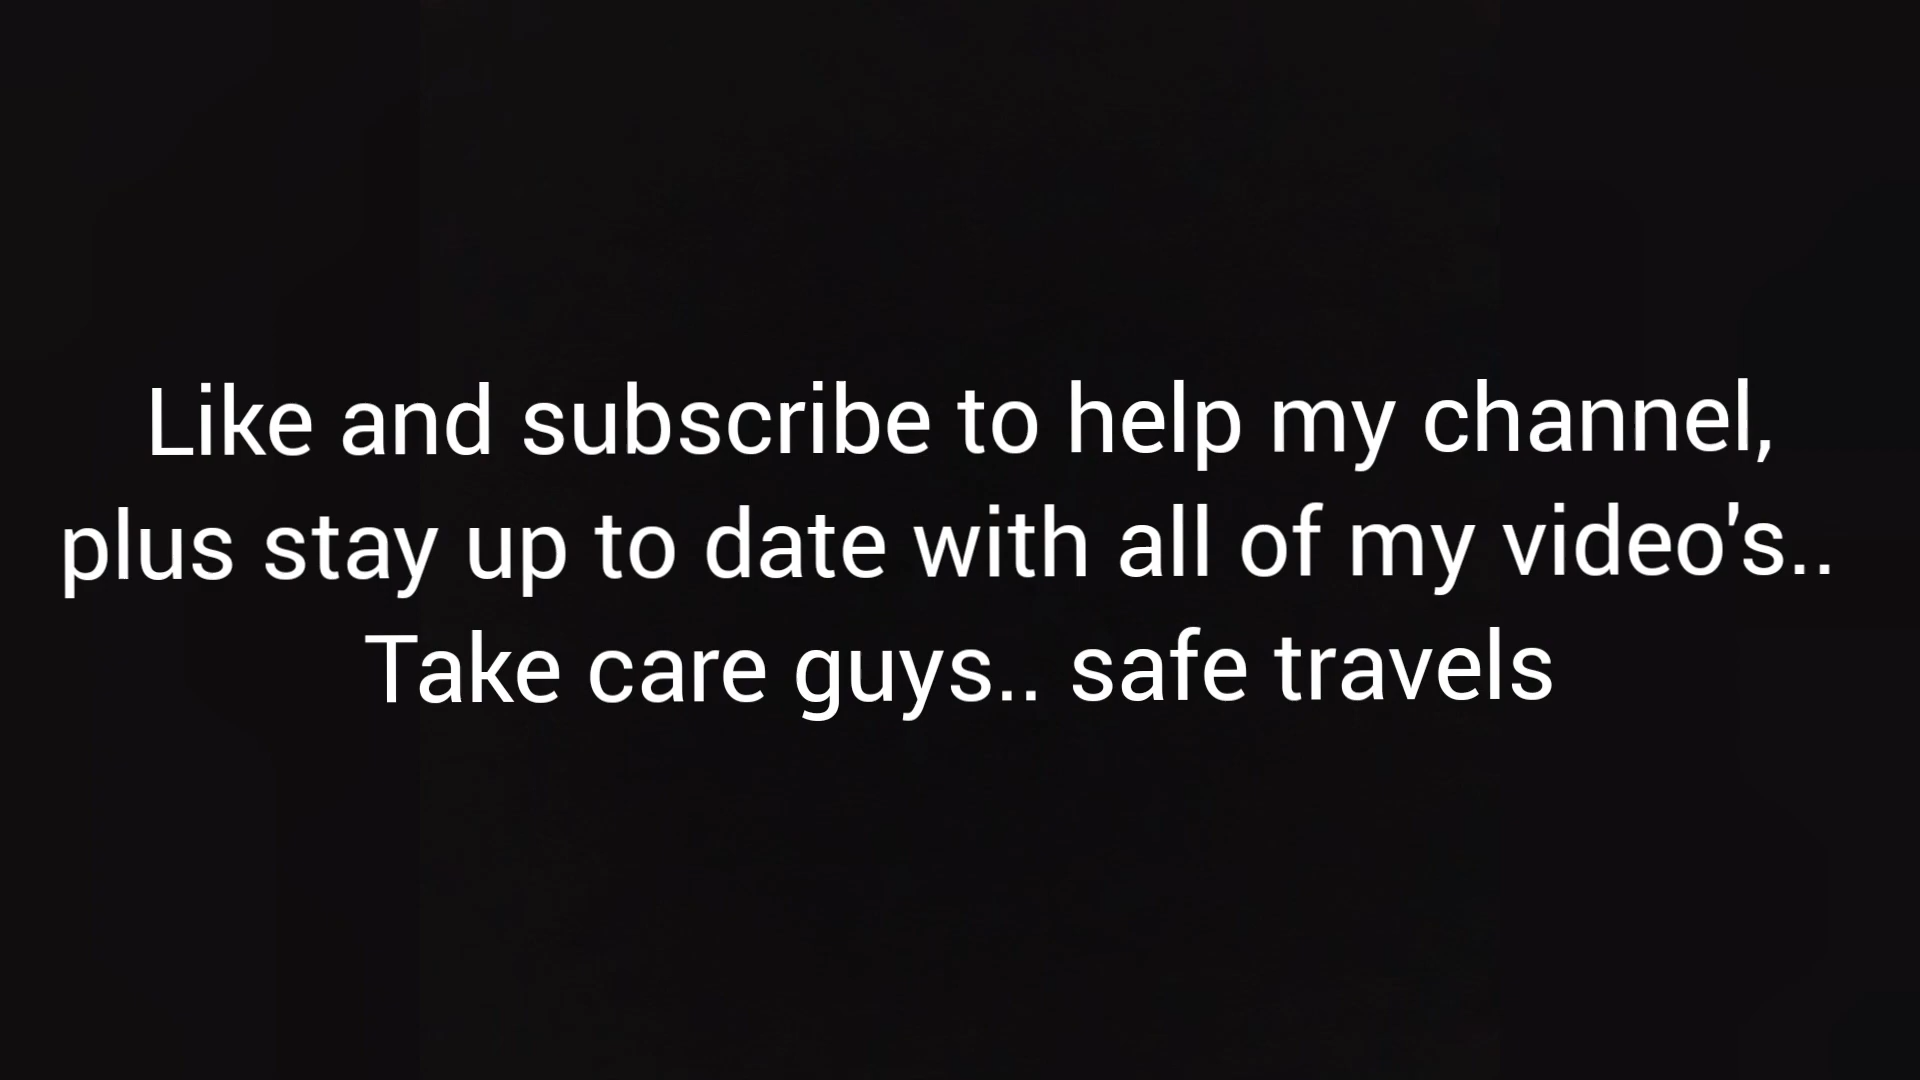 Like and subscribe to help my channel,
plus stay up to date with all of my video's..
Take care guys.. safe travels